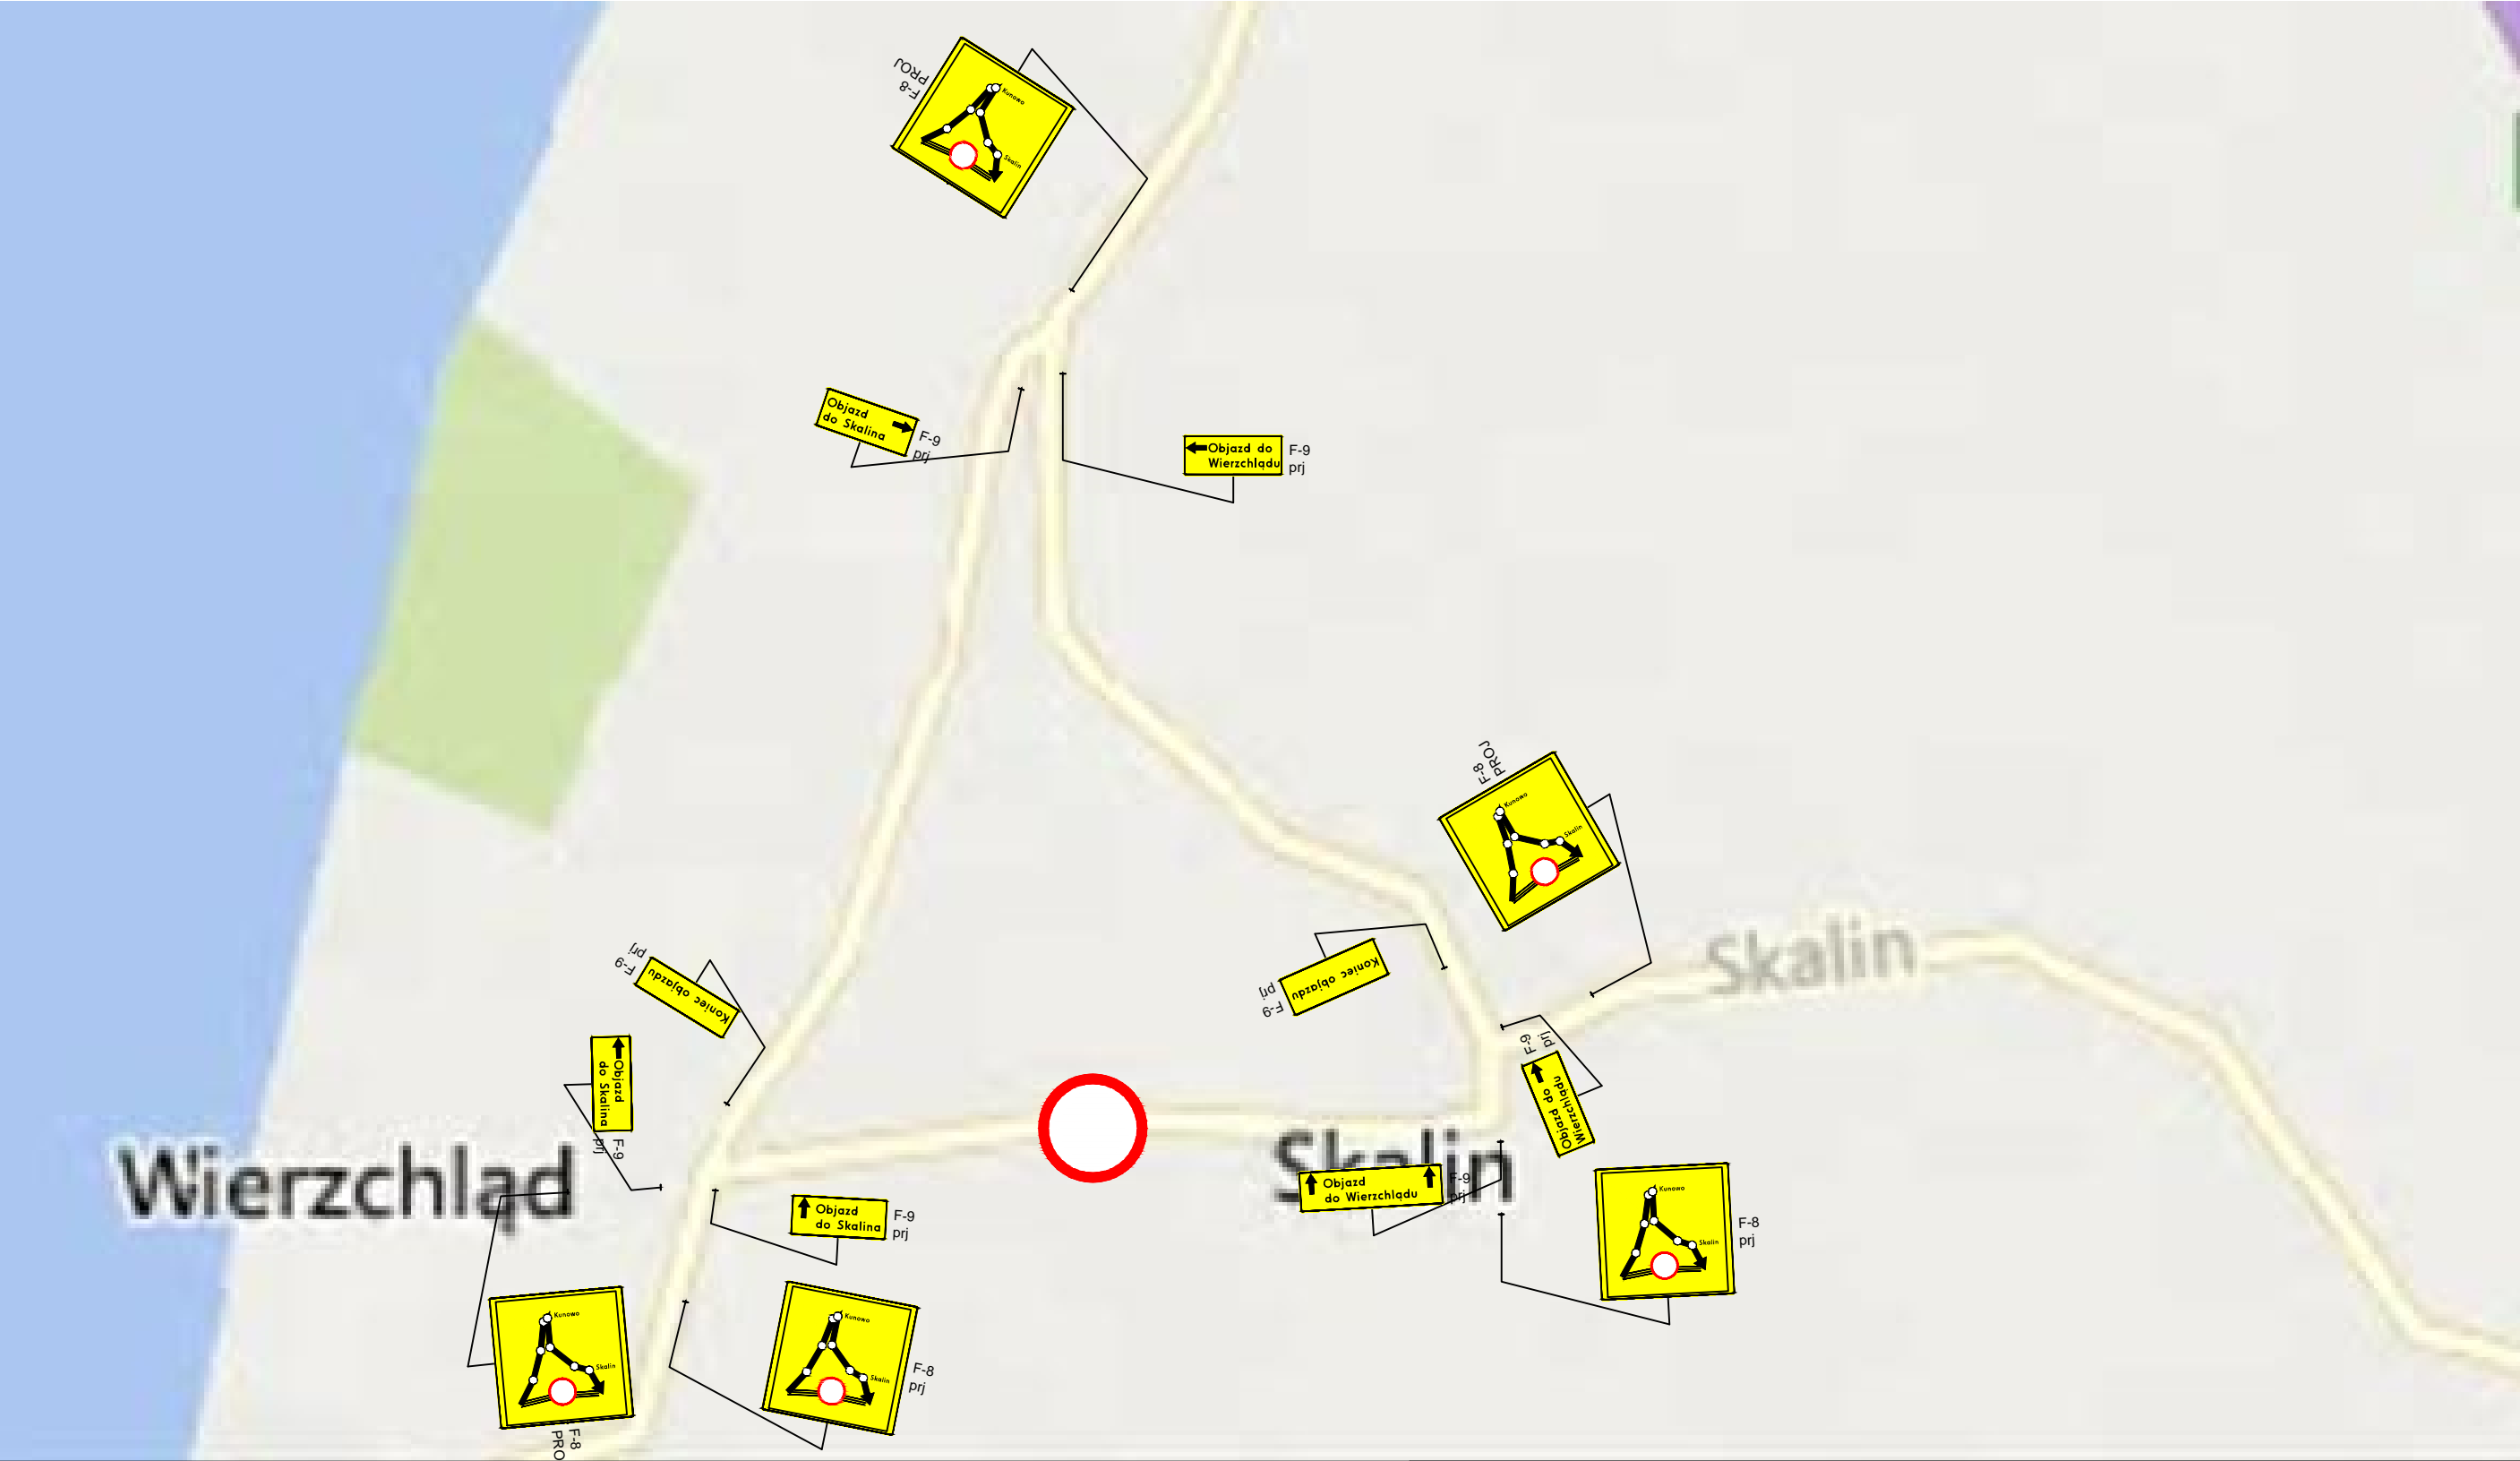 F-8
PROJ
Kunowo
Skalin
Objazd
do Skalina
F-9
prj
Objazd do
Wierzchlądu
F-9
prj
F-8
PROJ
Kunowo
Skalin
Skalin
prj
F-9
Koniec objazdu
prj
F-9
Koniec objazdu
F-9
prj
Objazd do
Wierzchlądu
Objazd
do Skalina
F-9
prj
Wierzchląd
Skalin
Objazd
do Wierzchlądu
F-9
prj
Objazd
do Skalina
F-9
prj
Kunowo
Skalin
F-8
prj
Kunowo
Skalin
F-8
PRO
Kunowo
Skalin
F-8
prj